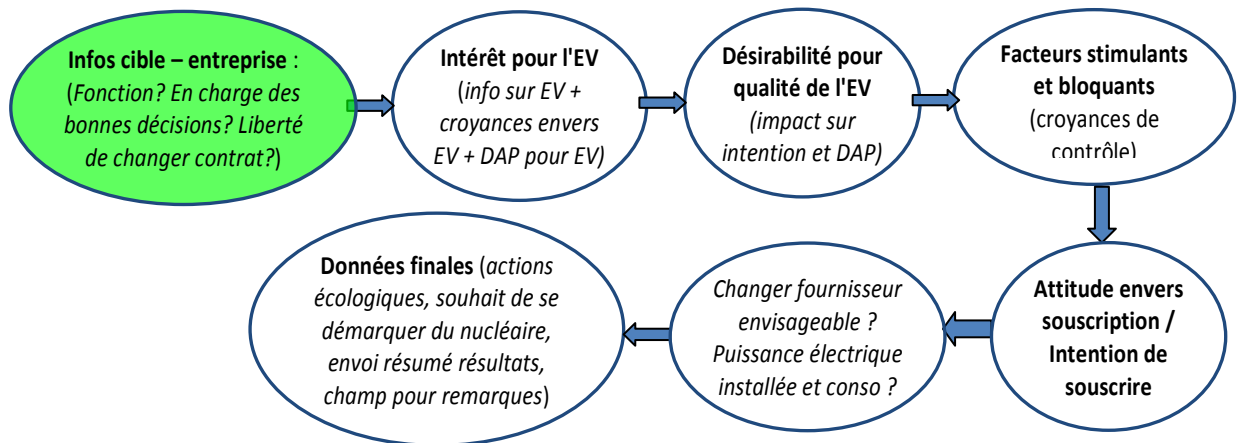 Infos cible – entreprise :
(Fonction? En charge des
bonnes décisions? Liberté
de changer contrat?)
Intérêt pour l'EV
(info sur EV +
croyances envers
EV + DAP pour EV)
Désirabilité pour
qualité de l'EV
(impact sur
intention et DAP)
Facteurs stimulants
et bloquants
(croyances de
contrôle)
Attitude envers
souscription /
Intention de
souscrire
Changer fournisseur
envisageable ?
Puissance électrique
installée et conso ?
Données finales (actions
écologiques, souhait de se
démarquer du nucléaire,
envoi résumé résultats,
champ pour remarques)